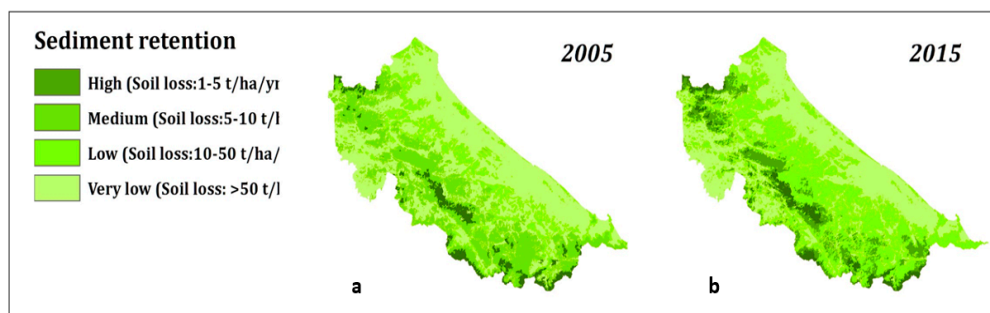 Sediment retention
2005
2015
High (Soil loss:1-5 t/ha/yr
Medium (Soil loss:5-10 t/
Low (Soil loss:10-50 t/ha/
Very low (Soil loss: >50 t/
a
b